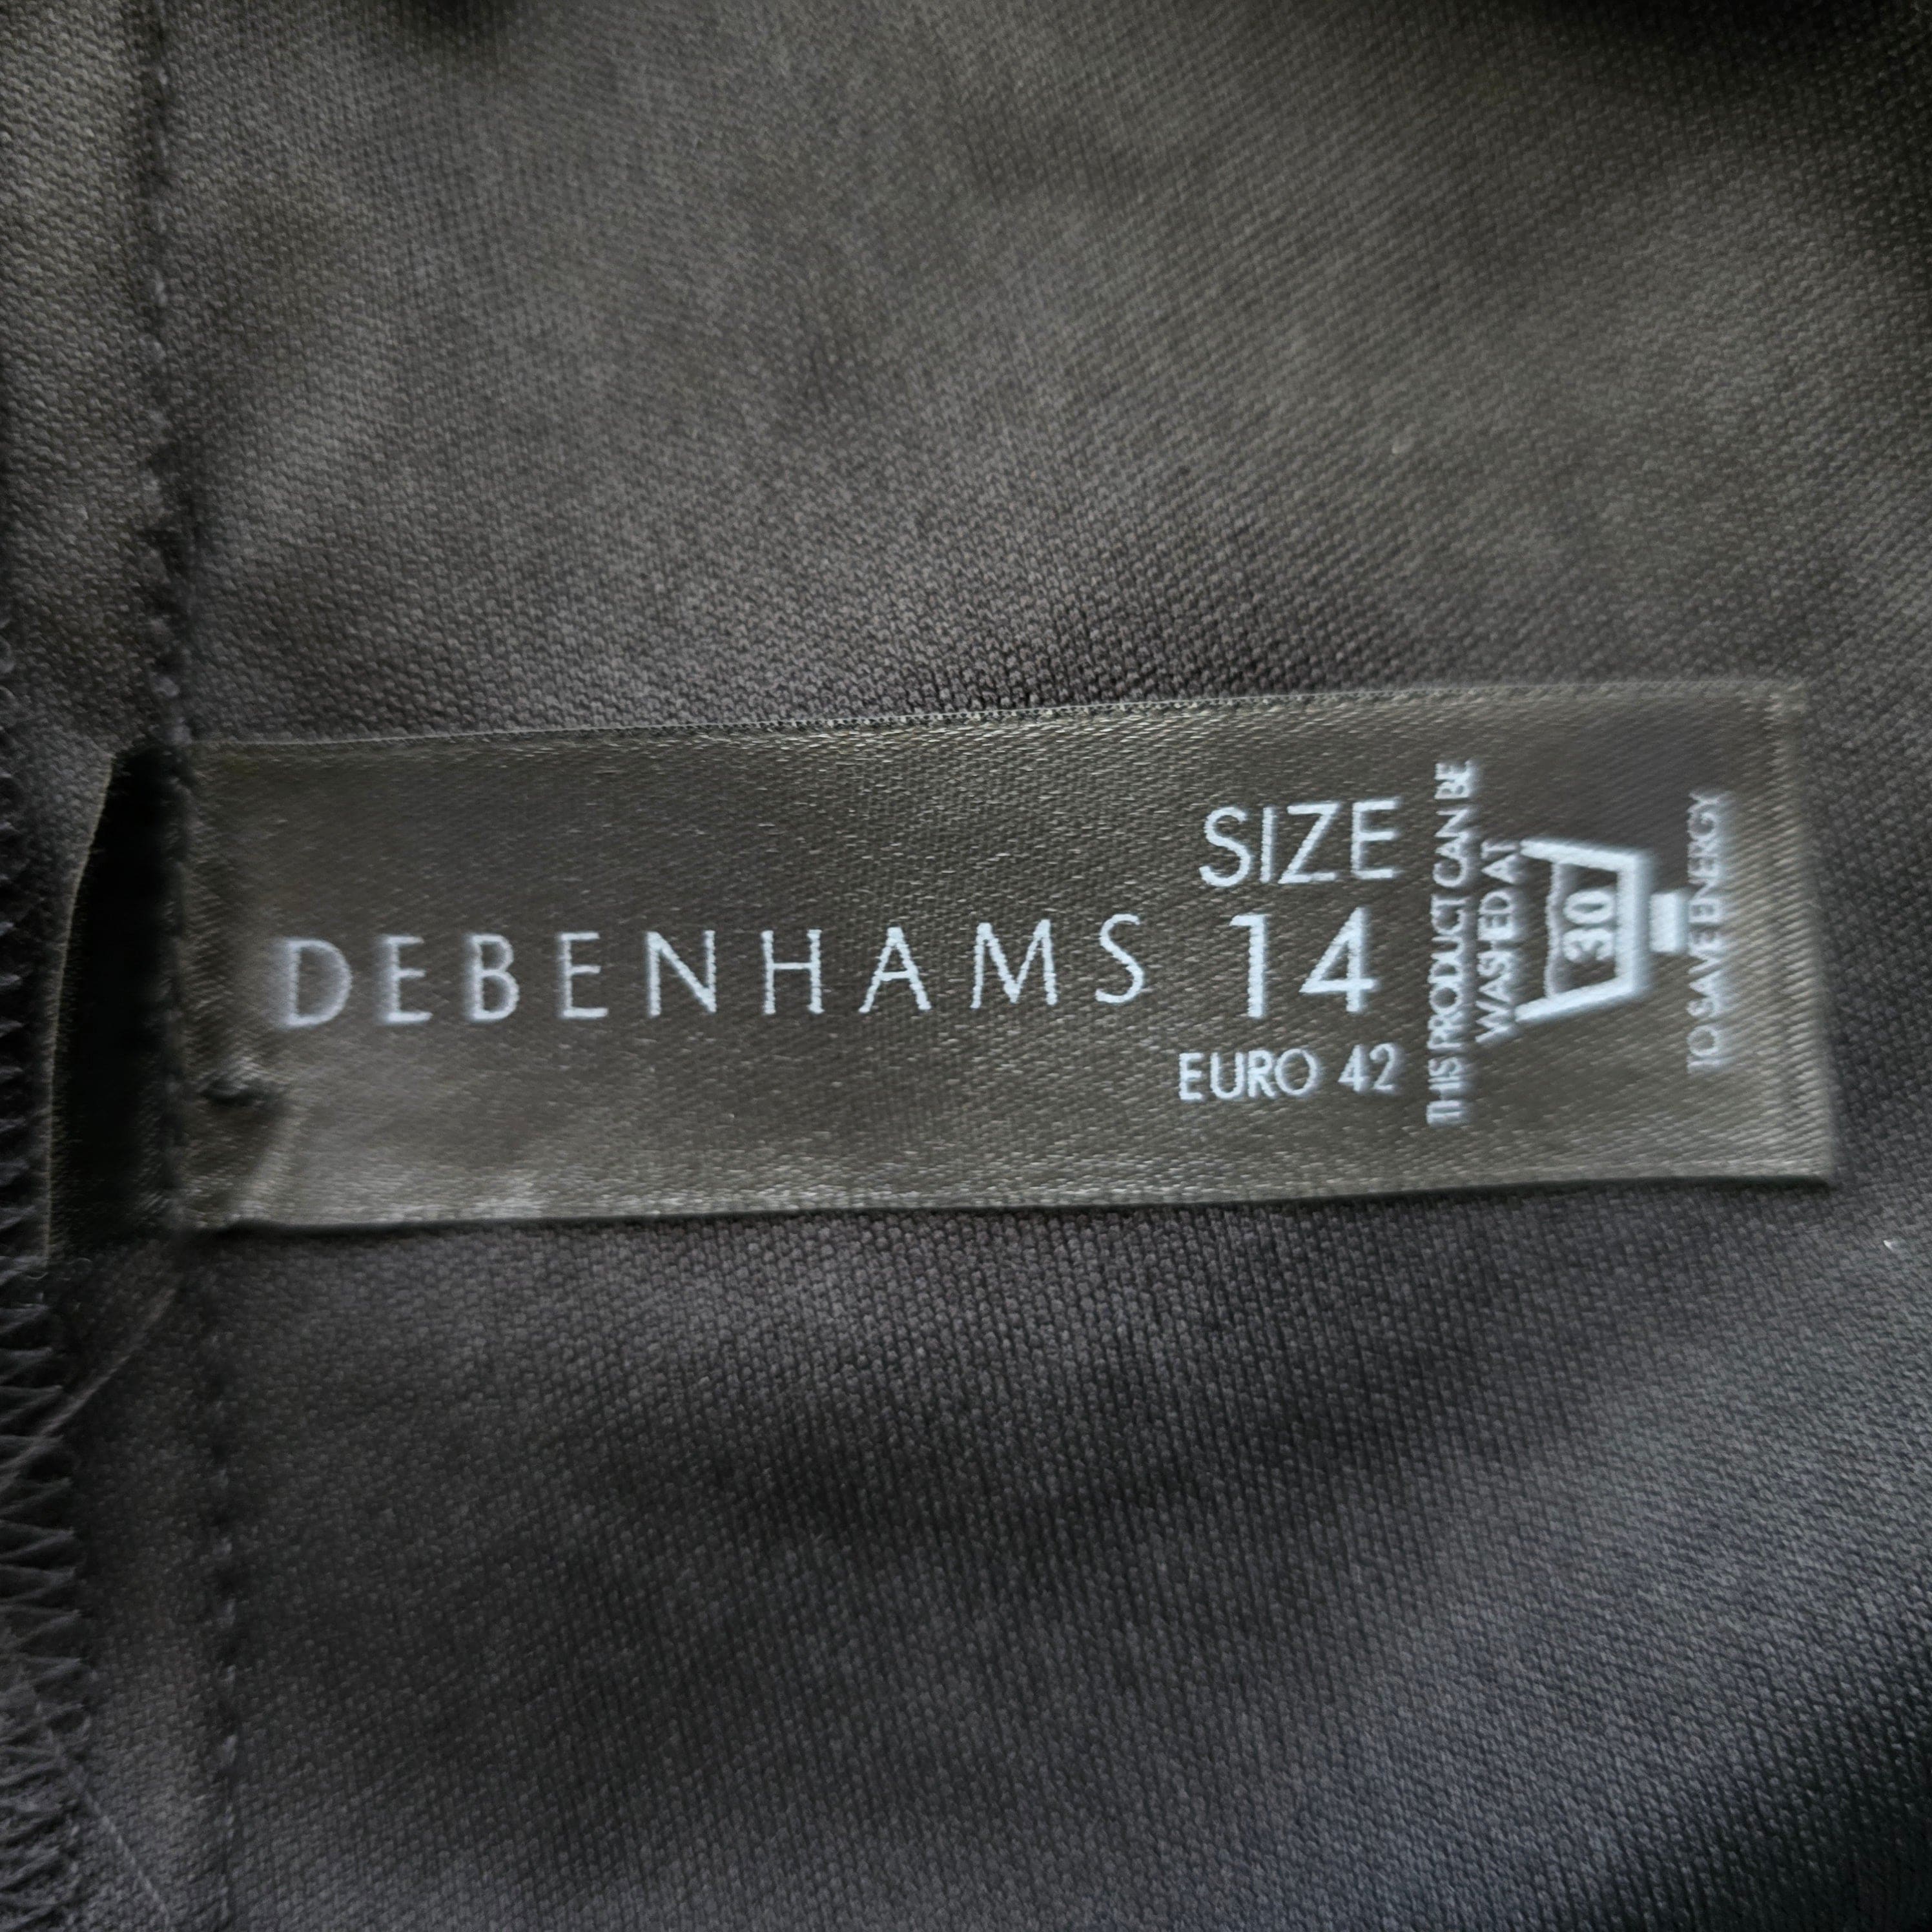 DEBENHAMS
SIZE
14
EURO 42
THIS PRODUCT CAN BE
WASHED AT
30
TO SAVE ENERGY